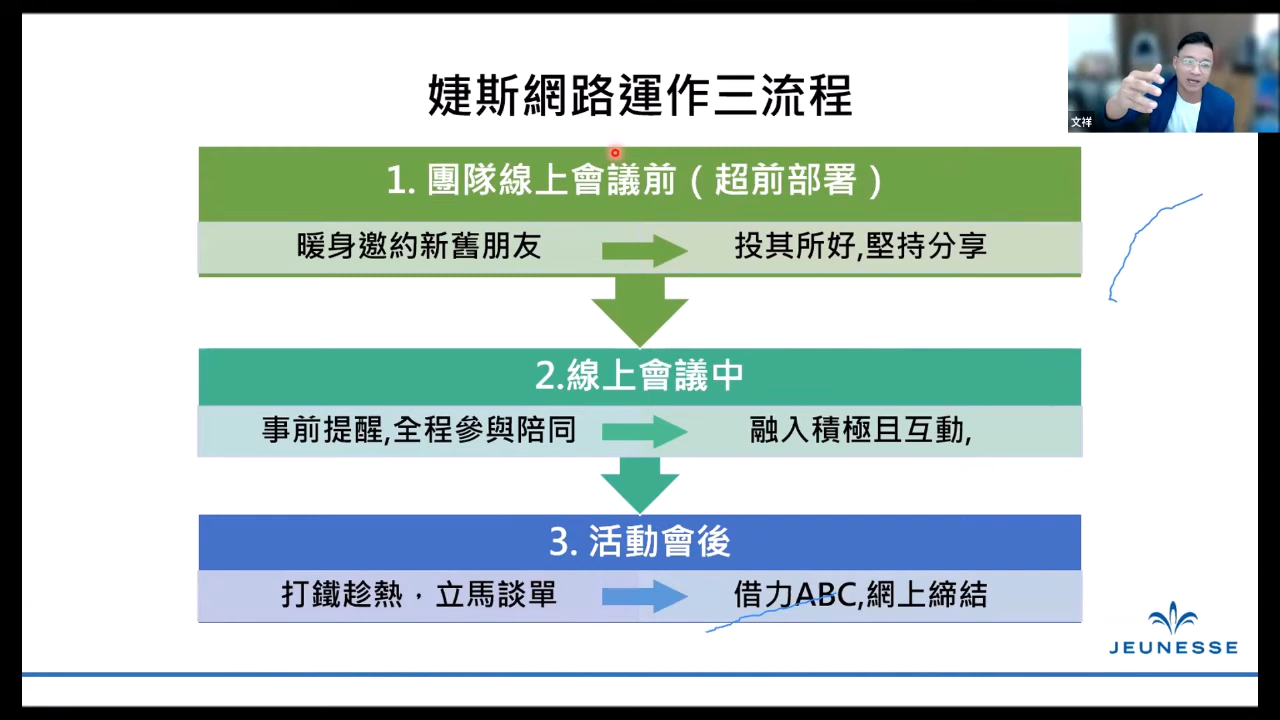 婕斯網路運作三流程
文祥
1. 團隊線上會議前（超前部署）
暖身邀約新舊朋友 投其所好,堅持分享
2.線上會議中
事前提醒,全程參與陪同 融入積極且互動,
3. 活動會後
打鐵趁熱，立馬談單 借力ABC,網上締結
JEUNESSE